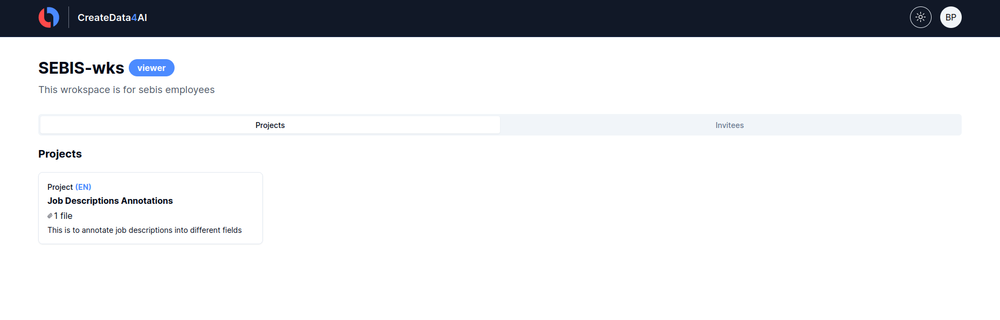 CreateData4AI
BP
SEBIS-wks viewer
This wrokspace is for sebis employees
Projects
Invitees
Projects
Project (EN)
Job Descriptions Annotations
1 file
This is to annotate job descriptions into different fields